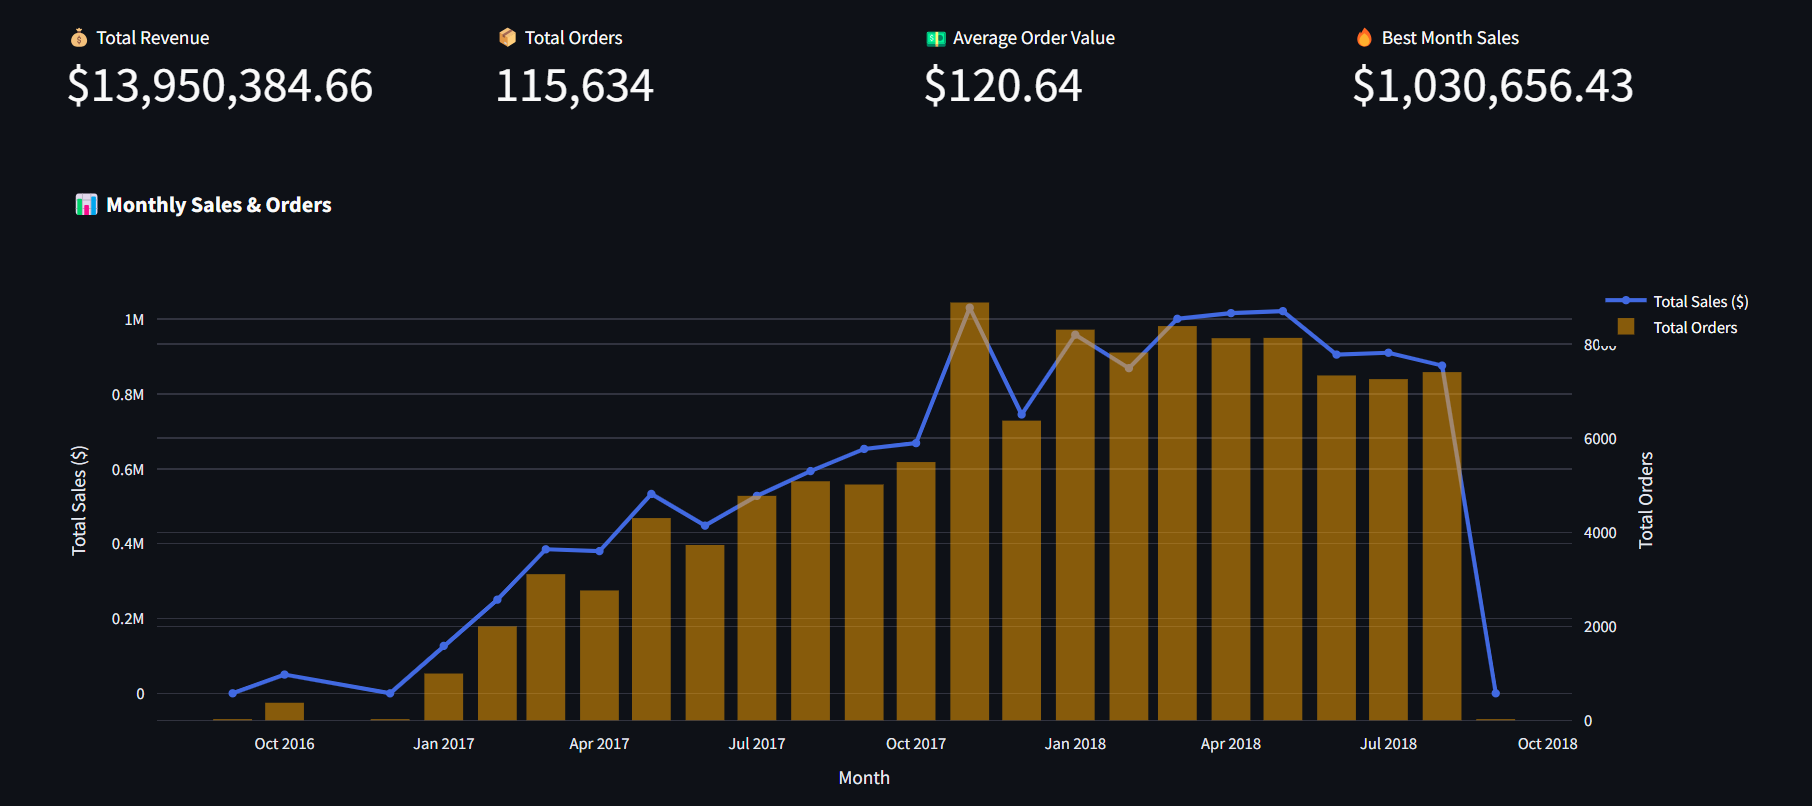 Total Revenue
$13,950,384.66
Total Orders
115,634
Average Order Value
$120.64
Best Month Sales
$1,030,656.43
Monthly Sales & Orders
Total Sales ($)
Total Orders
1M
0.8M
0.6M
0.4M
0.2M
0
Total Sales ($)
8000
6000
4000
2000
0
Total Orders
Oct 2016
Jan 2017
Apr 2017
Jul 2017
Oct 2017
Jan 2018
Apr 2018
Jul 2018
Oct 2018
Month